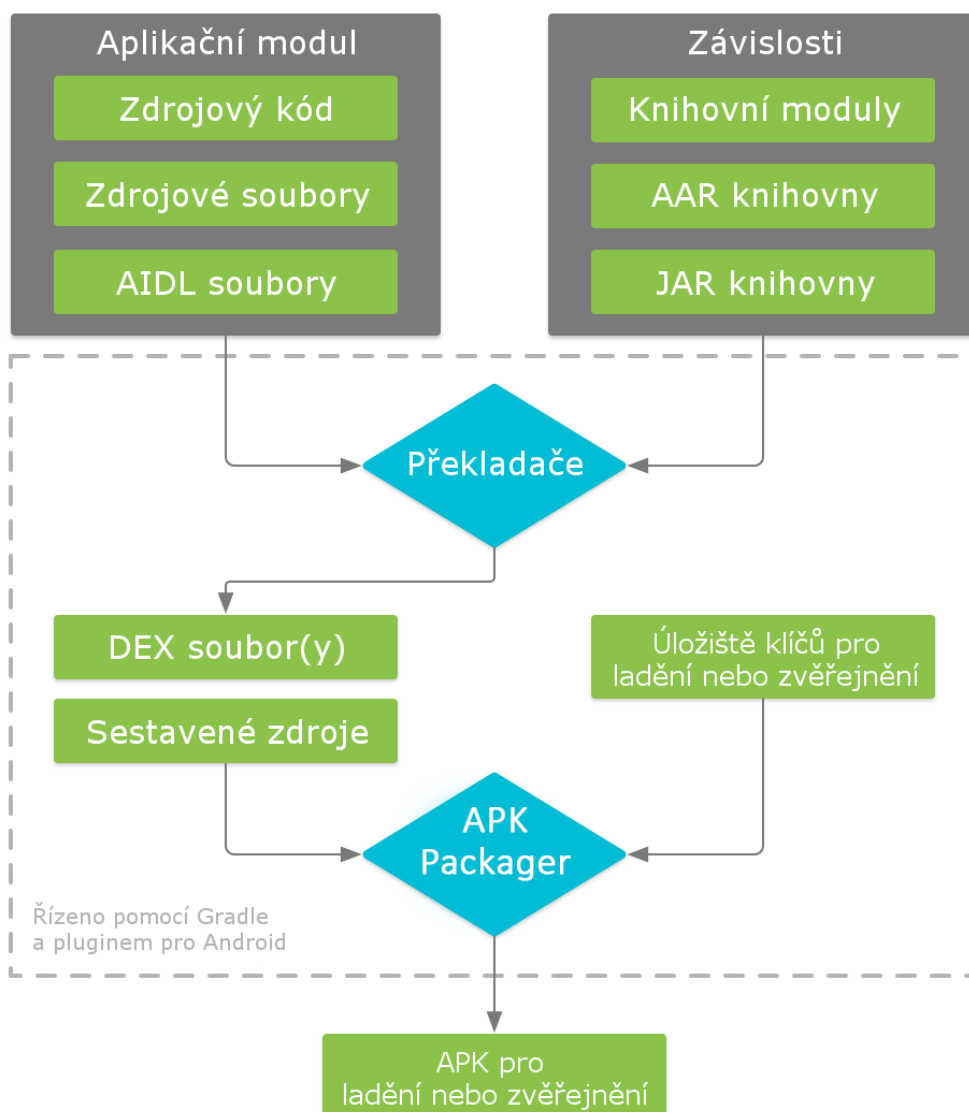 Aplikační modul
Zdrojový kód
Zdrojové soubory
AIDL soubory
Závislosti
Knihovní moduly
AAR knihovny
JAR knihovny
Překladače
DEX soubor(y)
Sestavené zdroje
Úložiště klíčů pro
ladění nebo zvěřejnění
APK
Packager
Řízeno pomocí Gradle
a pluginem pro Android
APK pro
ladění nebo zvěřejnění